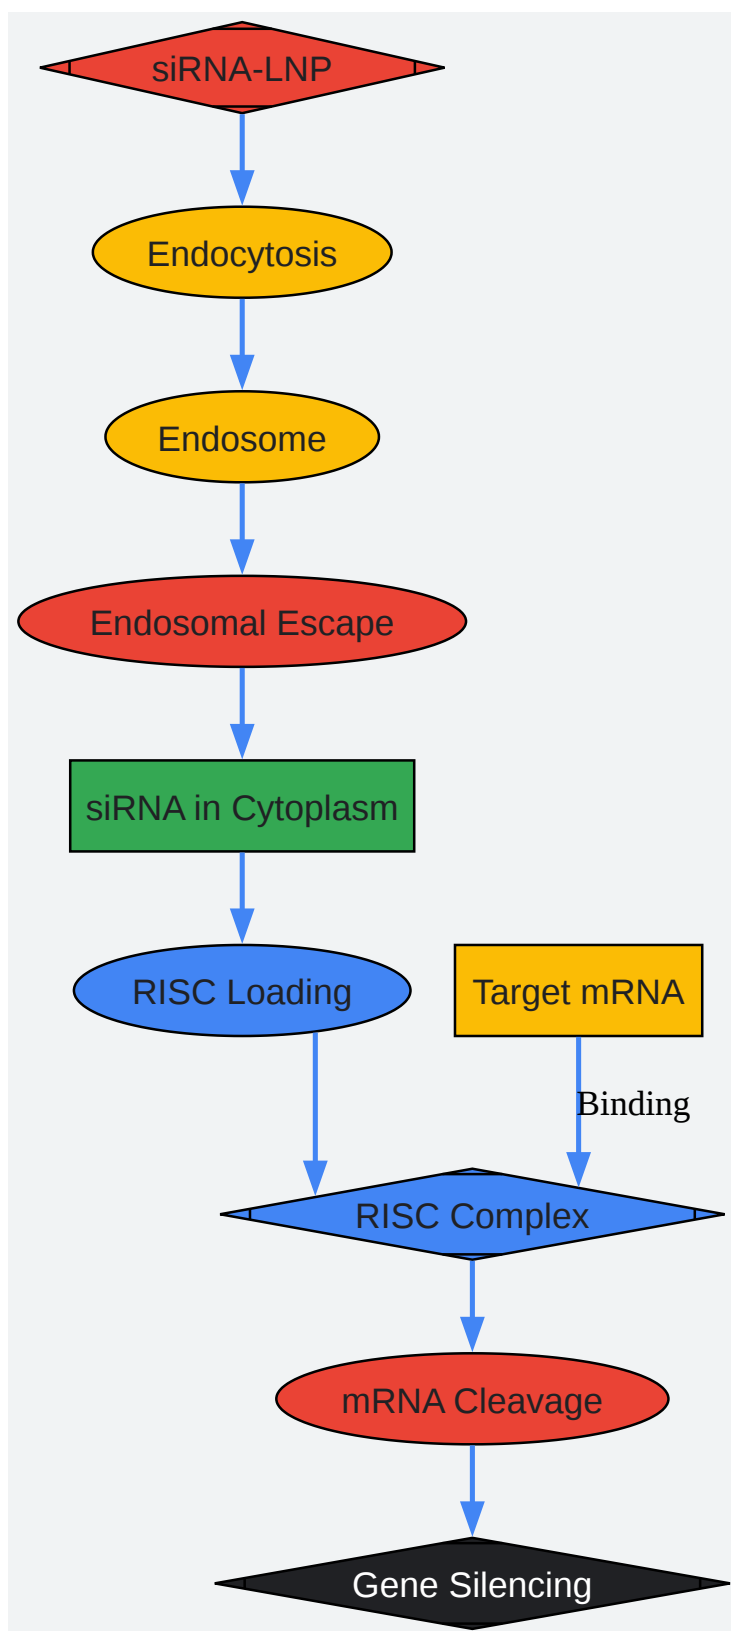 siRNA-LNP
Endocytosis
Endosome
Endosomal Escape
siRNA in Cytoplasm
RISC Loading
Target mRNA
Binding
RISC Complex
mRNA Cleavage
Gene Silencing